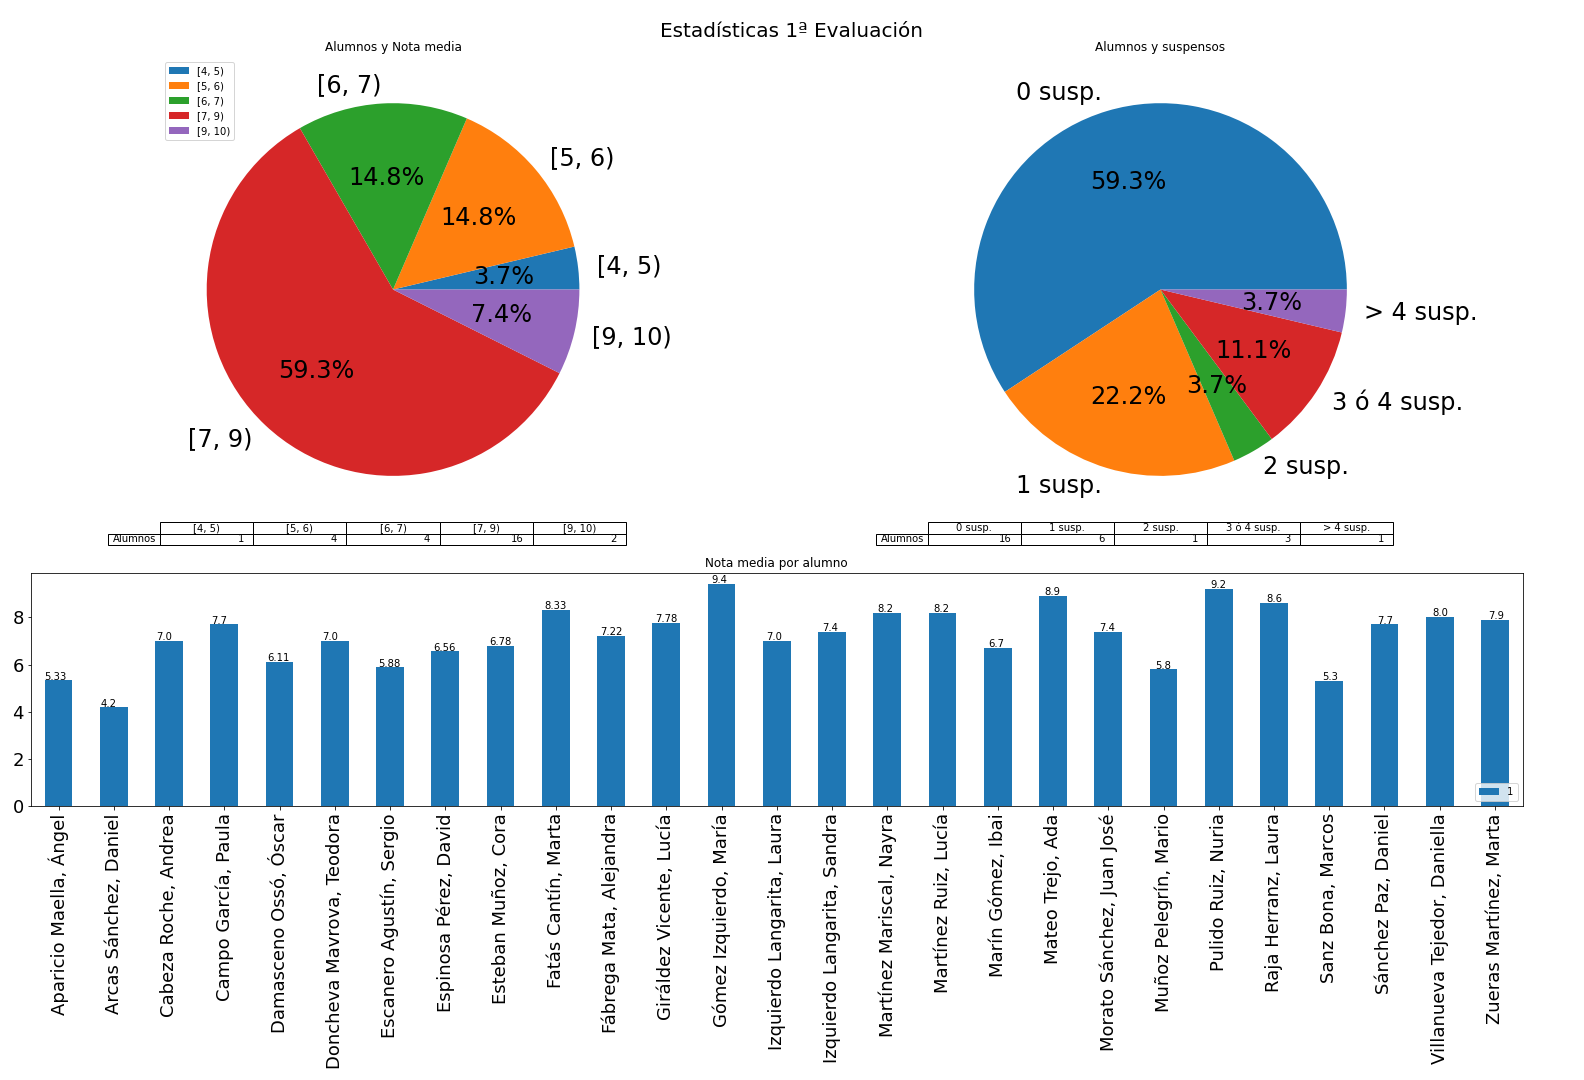 Estadísticas 1ª Evaluación
Alumnos y Nota media
[4, 5)
[5, 6)
[6, 7)
[7, 9)
[9, 10)
[6, 7)
[5, 6)
[4, 5)
[9, 10)
[7, 9)
14.8%
14.8%
3.7%
7.4%
59.3%
Alumnos y suspensos
0 susp.
59.3%
3.7%
> 4 susp.
11.1%
3.7%
22.2%
3 ó 4 susp.
2 susp.
1 susp.
[4, 5) [5, 6) [6, 7) [7, 9) [9, 10)
Alumnos 1 4 4 16 2
0 susp. 1 susp. 2 susp. 3 ó 4 susp. > 4 susp.
Alumnos 16 6 1 3 1
Nota media por alumno
8
6
4
2
0
5.33
4.2
7.0
7.7
6.11
7.0
5.88
6.56
6.78
8.33
7.22
7.78
9.4
7.0
7.4
8.2
8.2
6.7
8.9
7.4
5.8
9.2
8.6
5.3
7.7
8.0
7.9
1
Aparicio Maella, Ángel
Arcas Sánchez, Daniel
Cabeza Roche, Andrea
Campo García, Paula
Damasceno Ossó, Óscar
Doncheva Mavrova, Teodora
Escanero Agustín, Sergio
Espinosa Pérez, David
Esteban Muñoz, Cora
Fatás Cantín, Marta
Fábrega Mata, Alejandra
Giráldez Vicente, Lucía
Gómez Izquierdo, María
Izquierdo Langarita, Laura
Izquierdo Langarita, Sandra
Martínez Mariscal, Nayra
Martínez Ruiz, Lucía
Marín Gómez, Ibai
Mateo Trejo, Ada
Morato Sánchez, Juan José
Muñoz Pelegrín, Mario
Pulido Ruiz, Nuria
Raja Herranz, Laura
Sanz Bona, Marcos
Sánchez Paz, Daniel
Villanueva Tejedor, Daniella
Zueras Martínez, Marta